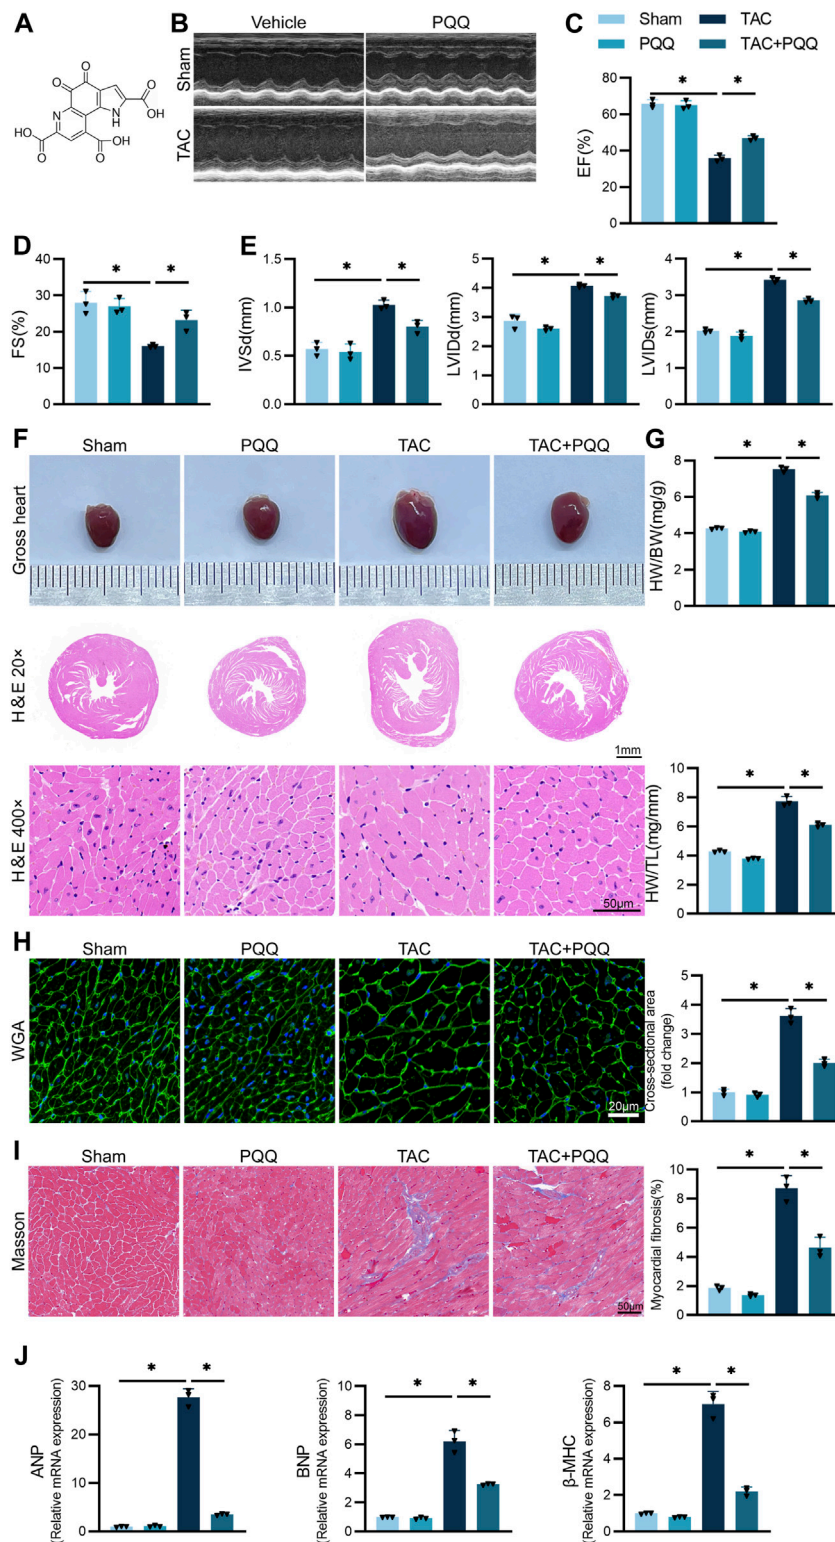 A
O
O
O
OH
N
N
H
HO
O
O
OH
B
Vehicle
PQQ
Sham
TAC
C
Sham
TAC
PQQ
TAC+PQQ
EF(%)
80
60
40
20
0
*
*
D
FS(%)
40
30
20
10
0
*
*
E
IVSd(mm)
1.5
1.0
0.5
0.0
*
*
LVIDd(mm)
5
4
3
2
1
0
*
*
LVIDs(mm)
4
3
2
1
0
*
*
F
Sham
PQQ
TAC
TAC+PQQ
Gross heart
H&E 20×
1mm
H&E 400×
50μm
G
HW/BW(mg/g)
8
6
4
2
0
*
*
HW/TL(mg/mm)
10
8
6
4
2
0
*
*
H
Sham
PQQ
TAC
TAC+PQQ
WGA
20μm
Cross-sectional area
(fold change)
5
4
3
2
1
0
*
*
I
Sham
PQQ
TAC
TAC+PQQ
Masson
50μm
Myocardial fibrosis(%)
10
8
6
4
2
0
*
*
J
ANP
(Relative mRNA expression)
30
20
10
0
*
*
BNP
(Relative mRNA expression)
10
8
6
4
2
0
*
*
β-MHC
(Relative mRNA expression)
8
6
4
2
0
*
*